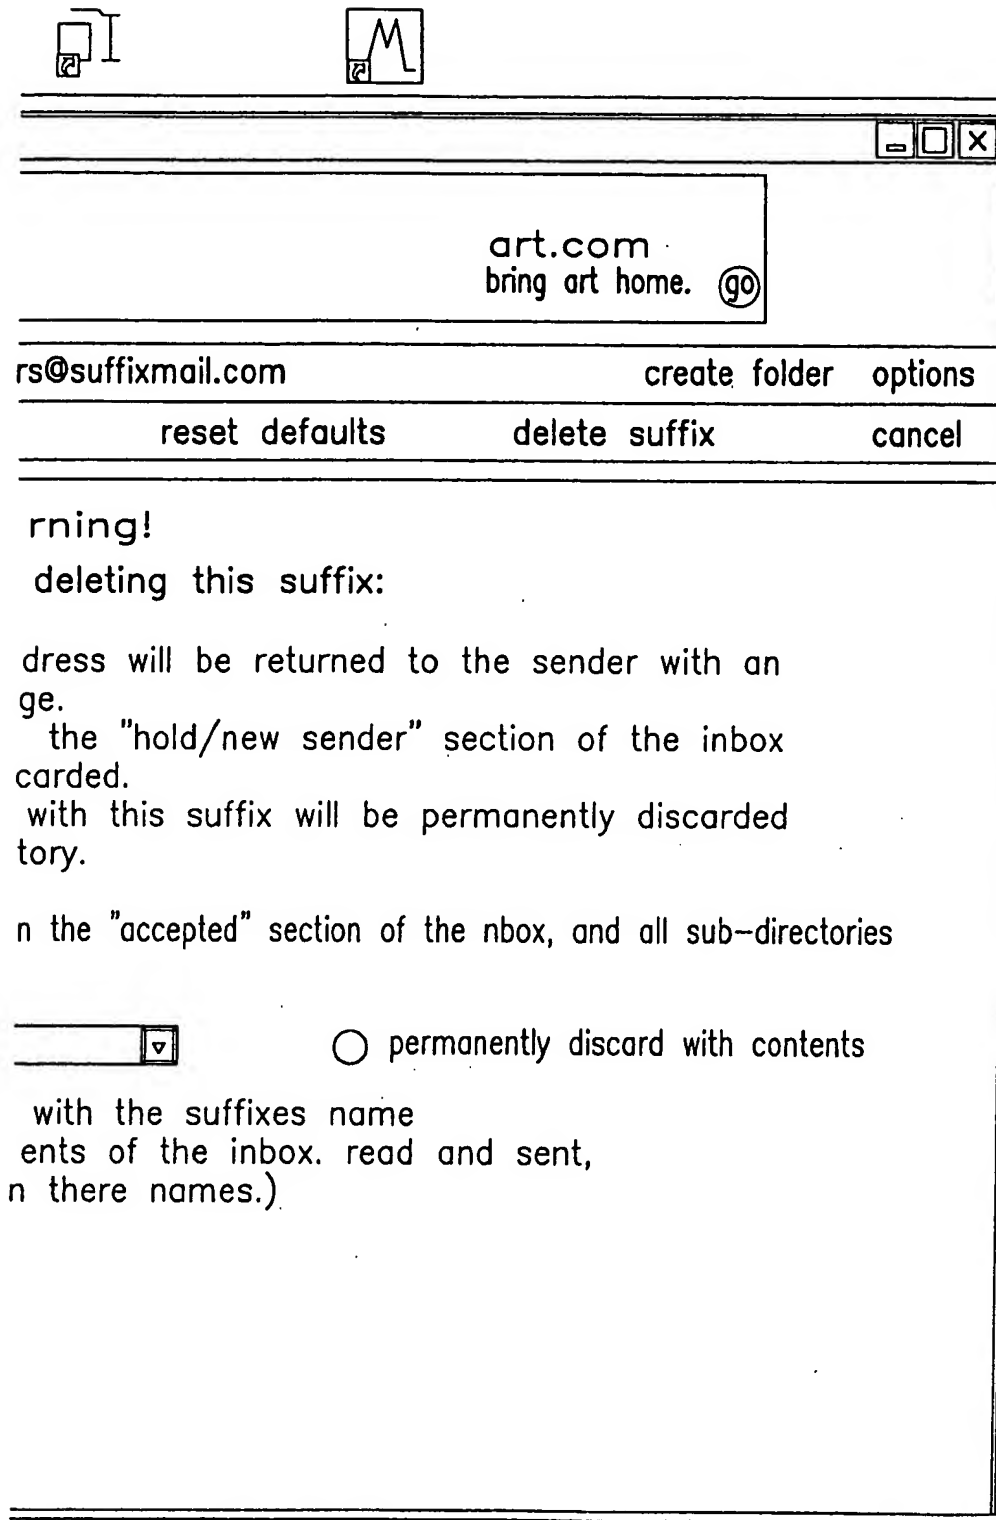 art.com
bring art home. go
rs@suffixmail.com create folder options
reset defaults delete suffix cancel
rning!
deleting this suffix:
dress will be returned to the sender with an
ge.
the "hold/new sender" section of the inbox
carded.
with this suffix will be permanently discarded
tory.
n the "accepted" section of the nbox, and all sub-directories
permanently discard with contents
with the suffixes name
ents of the inbox. read and sent,
n there names.)